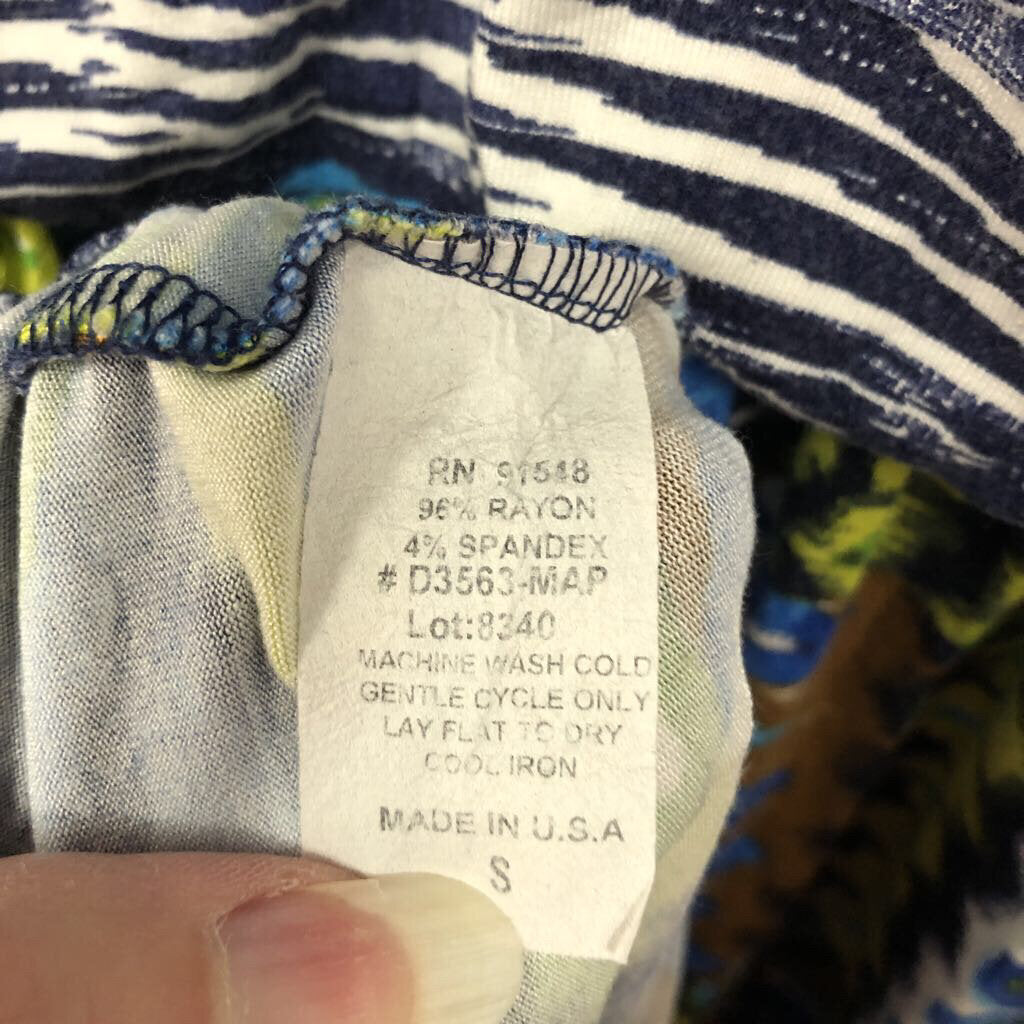 RN 91548
96% RAYON
4% SPANDEX
# D3563-MAP
Lot:8340
MACHINE WASH COLD
GENTLE CYCLE ONLY
LAY FLAT TO DRY
COOL IRON
MADE IN U.S.A
S